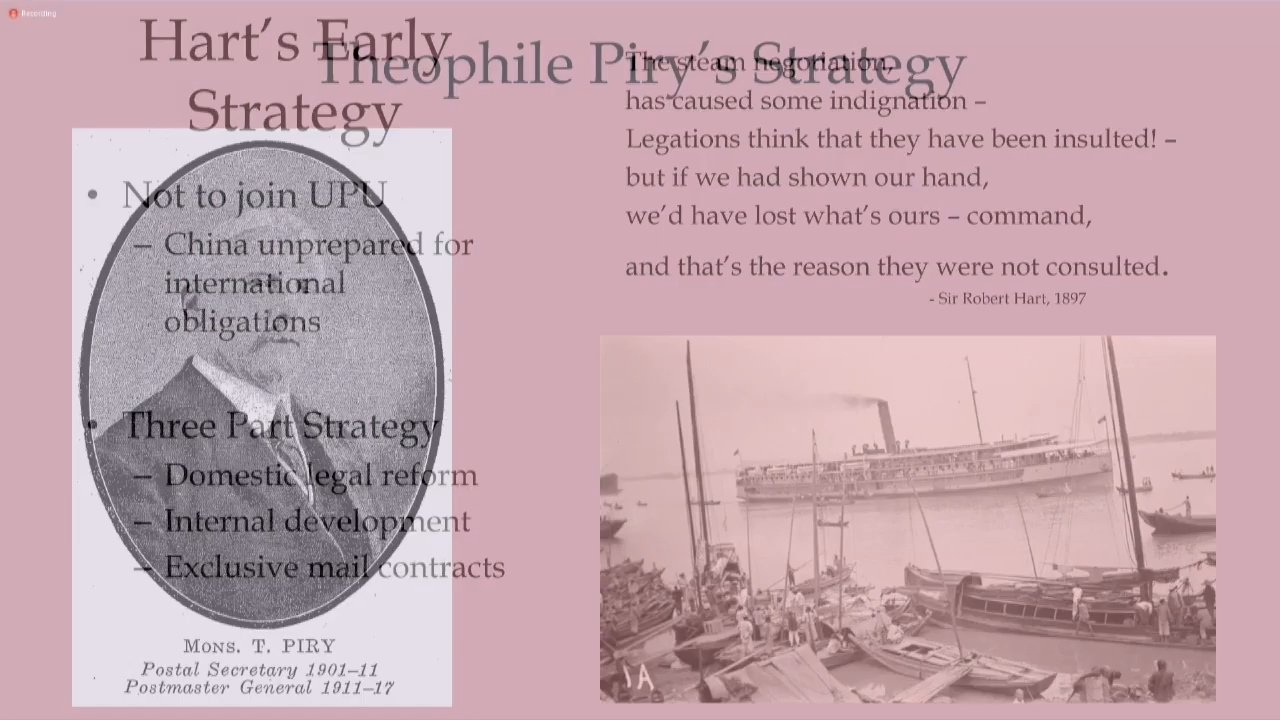 Recording
Hart's Early
Strategy
Theophile Piry's Strategy
• Not to join UPU
– China unprepared for
international
obligations
• Three Part Strategy
– Domestic legal reform
– Internal development
– Exclusive mail contracts
MONS. T. PIRY
Postal Secretary 1901–11
Postmaster General 1911–17
The steam negotiation,
has caused some indignation –
Legations think that they have been insulted! –
but if we had shown our hand,
we'd have lost what's ours – command,
and that's the reason they were not consulted.
- Sir Robert Hart, 1897